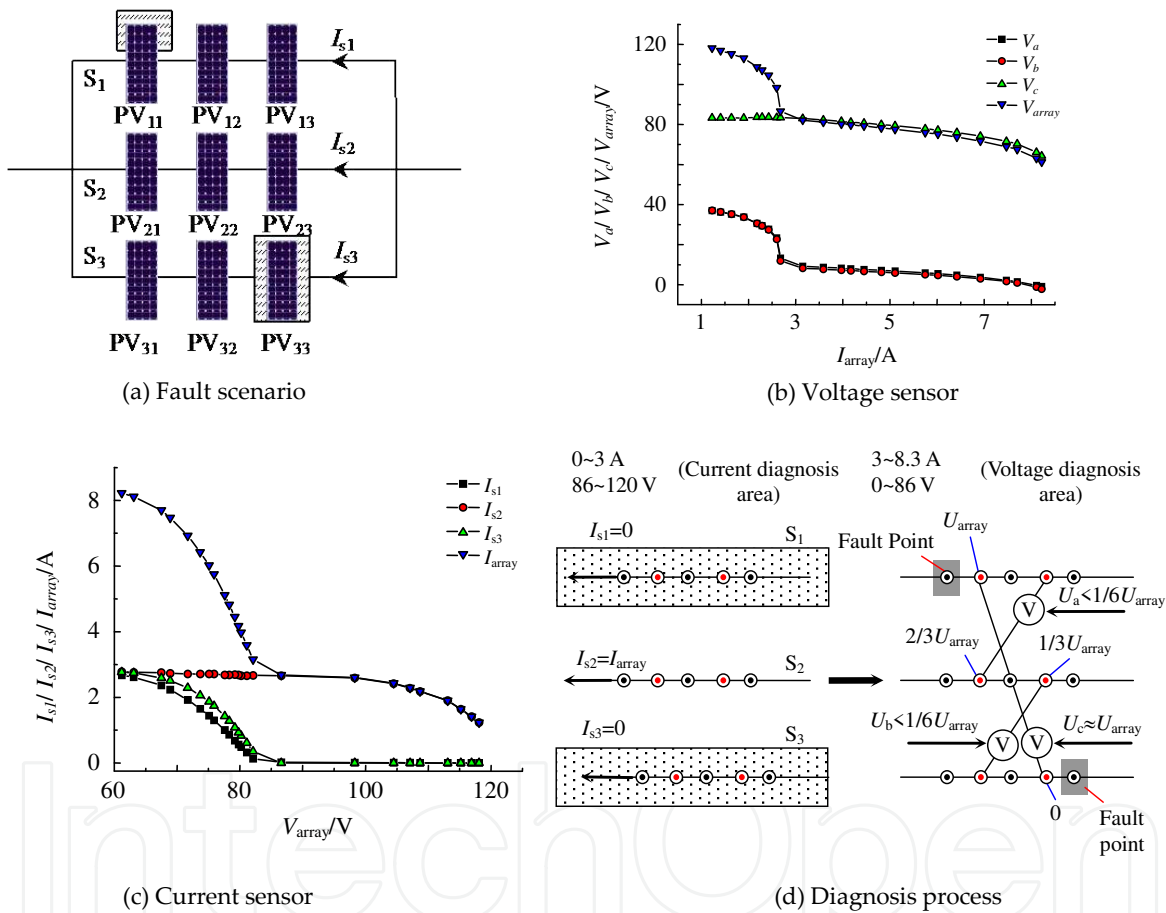 S1
S2
S3
Is1
Is2
Is3
PV11 PV12 PV13
PV21 PV22 PV23
PV31 PV32 PV33
(a) Fault scenario
Va/ Vb/ Vc/ Varray/V
120
80
40
0
1 3 5 7
Iarray/A
Va
Vb
Vc
Varray
(b) Voltage sensor
Is1/ Is2/ Is3/ Iarray/A
8
6
4
2
0
60 80 100 120
Varray/V
Is1
Is2
Is3
Iarray
(c) Current sensor
0~3 A
86~120 V
(Current diagnosis
area)
3~8.3 A
0~86 V
(Voltage diagnosis
area)
Is1=0
S1
Is2=Iarray
S2
Is3=0
S3
Uarray
Fault Point
V
Ua<1/6Uarray
2/3Uarray
1/3Uarray
Ub<1/6Uarray
V
V
Uc≈Uarray
0
Fault
point
(d) Diagnosis process
IntechOpen